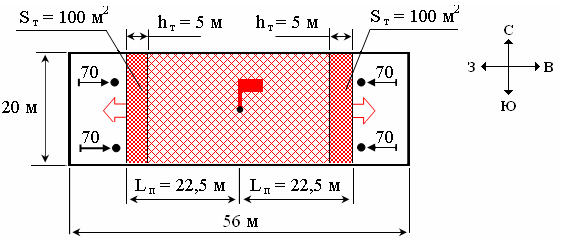 Sт = 100 м²
hт = 5 м
hт = 5 м
Sт = 100 м²
С
З
В
Ю
20 м
70
70
70
70
Lп = 22,5 м
Lп = 22,5 м
56 м